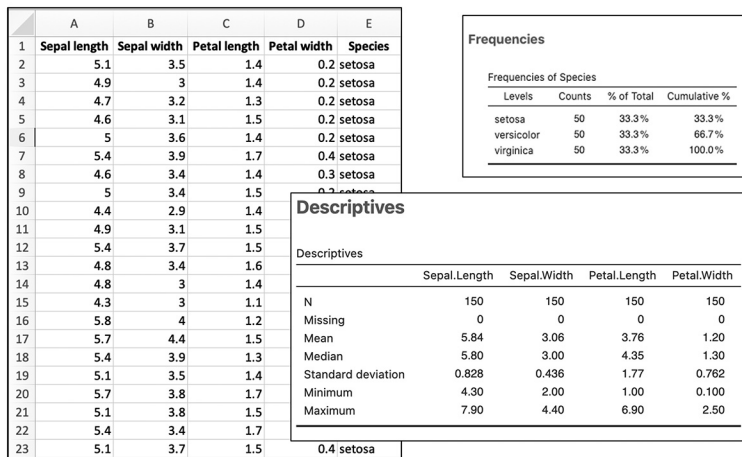 A B C D E
1 Sepal length Sepal width Petal length Petal width Species
2 5.1 3.5 1.4 0.2 setosa
3 4.9 3 1.4 0.2 setosa
4 4.7 3.2 1.3 0.2 setosa
5 4.6 3.1 1.5 0.2 setosa
6 5 3.6 1.4 0.2 setosa
7 5.4 3.9 1.7 0.4 setosa
8 4.6 3.4 1.4 0.3 setosa
9 5 3.4 1.5 0.2 setosa
10 4.4 2.9 1.4
11 4.9 3.1 1.5
12 5.4 3.7 1.5
13 4.8 3.4 1.6
14 4.8 3 1.4
15 4.3 3 1.1
16 5.8 4 1.2
17 5.7 4.4 1.5
18 5.4 3.9 1.3
19 5.1 3.5 1.4
20 5.7 3.8 1.7
21 5.1 3.8 1.5
22 5.4 3.4 1.7
23 5.1 3.7 1.5 0.4 setosa
Frequencies
Frequencies of Species
Levels Counts % of Total Cumulative %
setosa 50 33.3% 33.3%
versicolor 50 33.3% 66.7%
virginica 50 33.3% 100.0%
Descriptives
Descriptives
Sepal.Length Sepal.Width Petal.Length Petal.Width
N 150 150 150 150
Missing 0 0 0 0
Mean 5.84 3.06 3.76 1.20
Median 5.80 3.00 4.35 1.30
Standard deviation 0.828 0.436 1.77 0.762
Minimum 4.30 2.00 1.00 0.100
Maximum 7.90 4.40 6.90 2.50